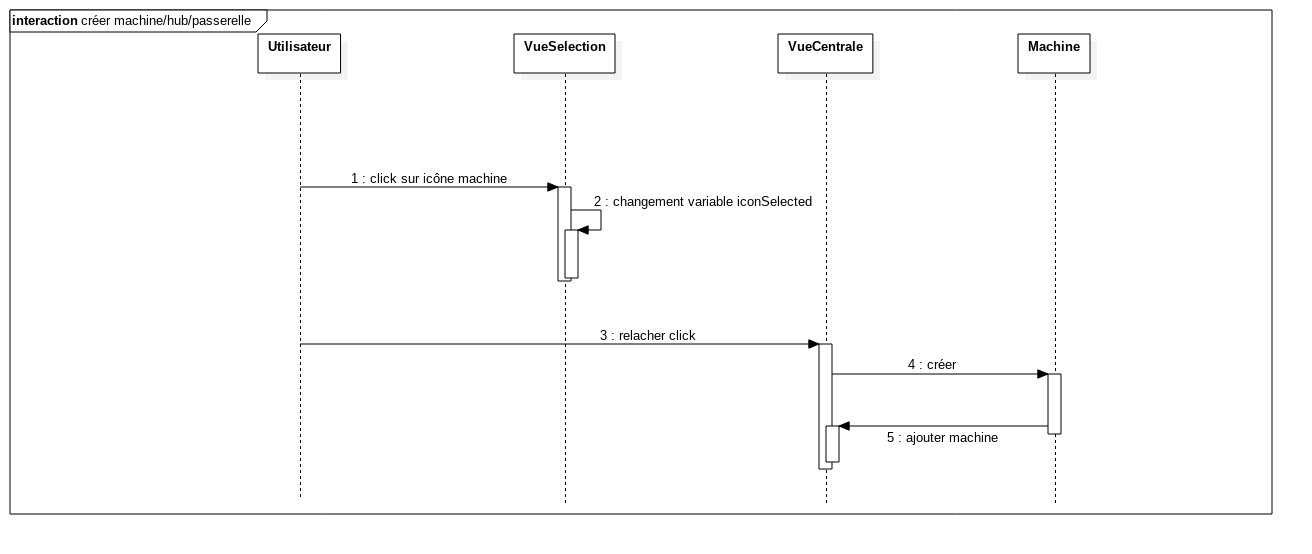 interaction créer machine/hub/passerelle
Utilisateur
VueSelection
VueCentrale
Machine
1 : click sur icône machine
2 : changement variable iconSelected
3 : relacher click
4 : créer
5 : ajouter machine